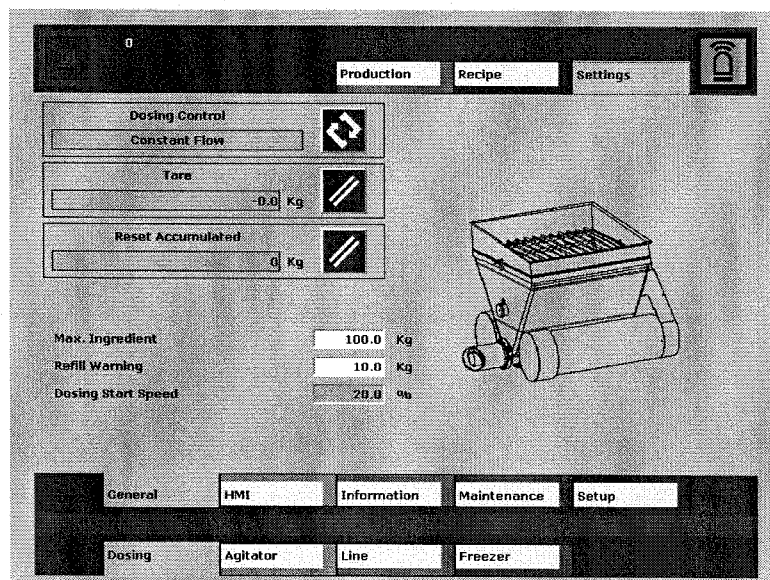 0
Production Recipe Settings
Dosing Control
Constant Flow
Tare
-0.0 Kg
Reset Accumulated
0 Kg
Max. Ingredient 100.0 Kg
Refill Warning 10.0 Kg
Dosing Start Speed 20.0 %
General HMI Information Maintenance Setup
Dosing Agitator Line Freezer